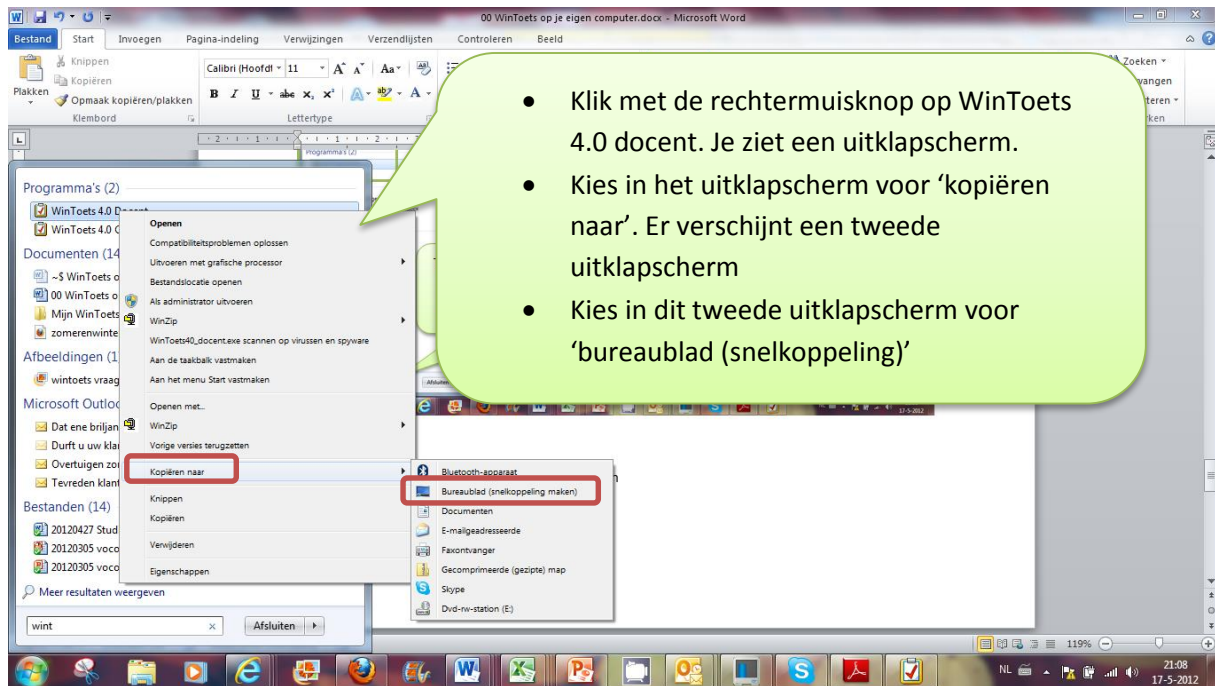 00 WinToets op je eigen computer.docx - Microsoft Word
Bestand Start Invoegen Pagina-indeling Verwijzingen Verzendlijsten Controleren Beeld
Knippen
Kopiëren
Plakken
Opmaak kopiëren/plakken
Klembord
Calibri (Hoofdt 11
Lettertype
Zoeken
Klik met de rechtermuisknop op WinToets
4.0 docent. Je ziet een uitklapscherm.
Kies in het uitklapscherm voor ‘kopiëren
naar’. Er verschijnt een tweede
uitklapscherm
Kies in dit tweede uitklapscherm voor
‘bureaublad (snelkoppeling)’
Programma's (2)
Programma's (2)
WinToets 4.0 Docent
WinToets 4.0
Documenten (14
~$ WinToets o
00 WinToets o
Mijn WinToets
zomerenwinte
Afbeeldingen (1
wintoets vraag
Microsoft Outloo
Dat ene briljan
Durft u uw kla
Overtuigen zo
Tevreden klant
Bestanden (14)
20120427 Stud
20120305 voco
20120305 voco
Meer resultaten weergeven
wint
Afsluiten
Openen
Compatibiliteitsproblemen oplossen
Uitvoeren met grafische processor
Bestandslocatie openen
Als administrator uitvoeren
WinZip
WinToets40_docent.exe scannen op virussen en spyware
Aan de taakbalk vastmaken
Aan het menu Start vastmaken
Openen met...
WinZip
Vorige versies terugzetten
Kopiëren naar
Knippen
Kopiëren
Verwijderen
Eigenschappen
Bluetooth-apparaat
Bureaublad (snelkoppeling maken)
Documenten
E-mailgeadresseerde
Faxontvanger
Gecomprimeerde (gezipte) map
Skype
Dvd-rw-station (E:)
17-5-2012
119%
NL
21:08
17-5-2012